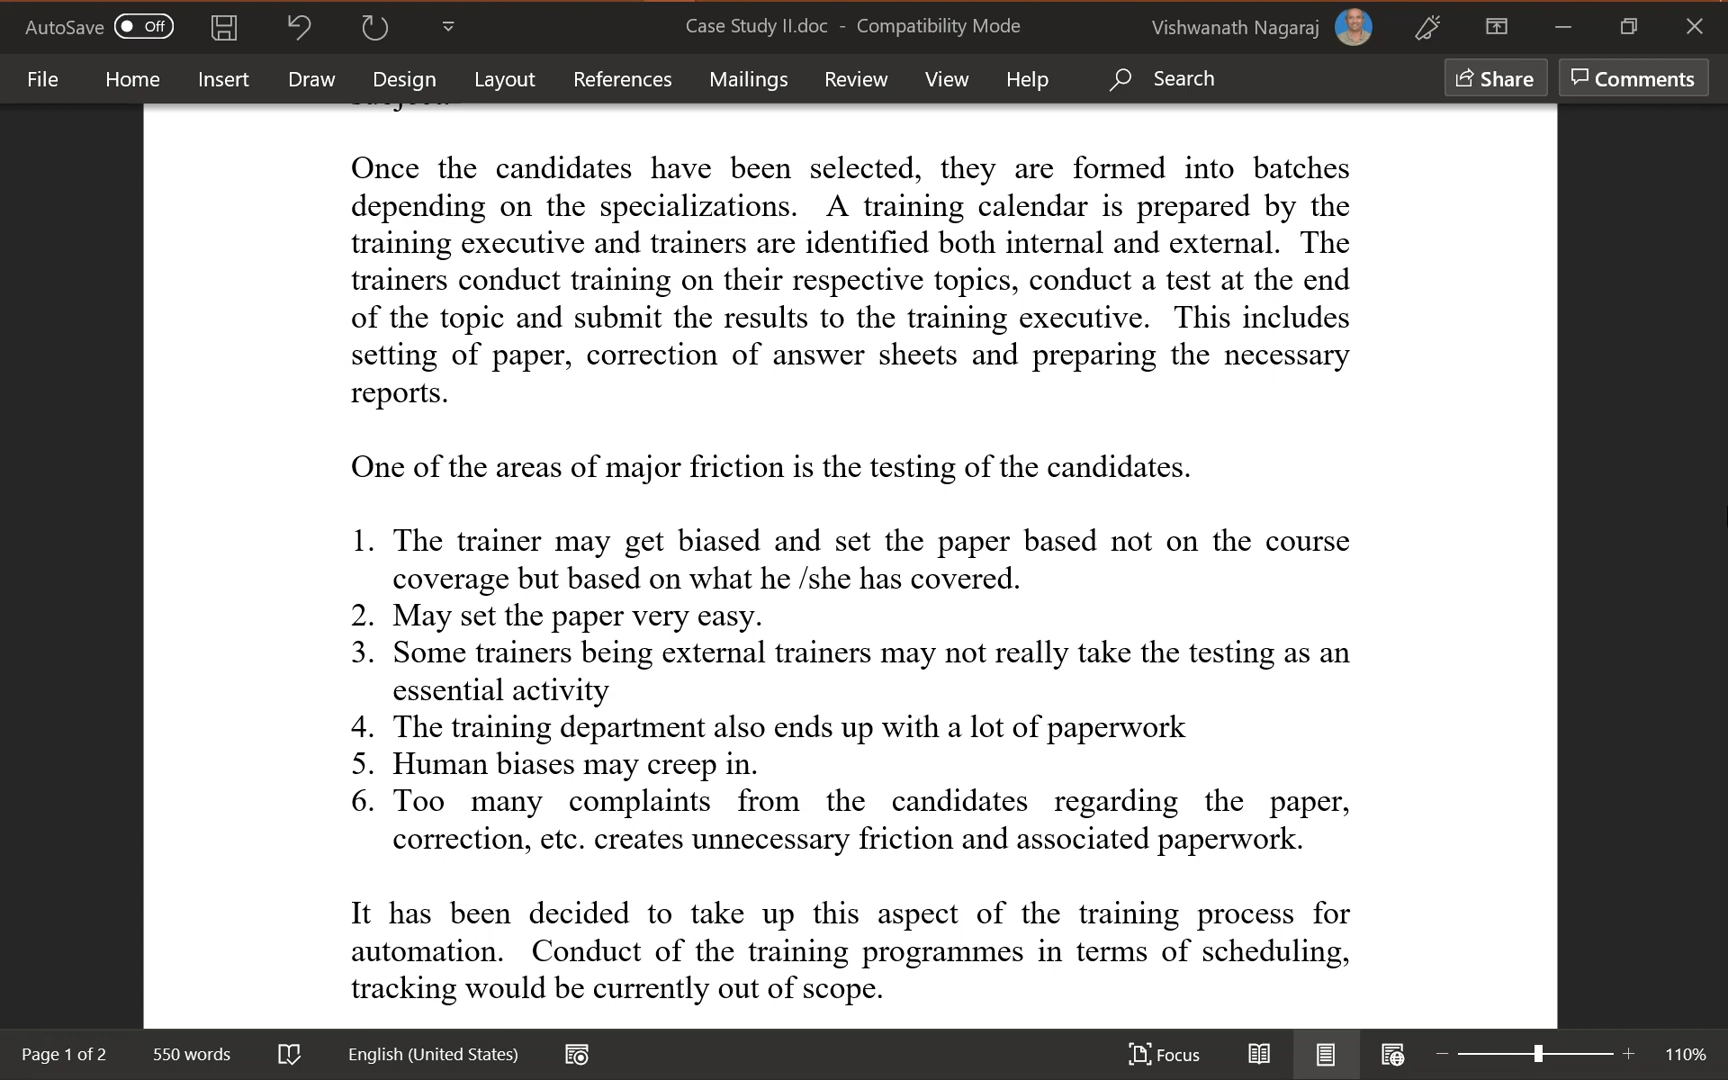 AutoSave Off Case Study II.doc - Compatibility Mode Vishwanath Nagaraj
File Home Insert Draw Design Layout References Mailings Review View Help Search Share Comments
Once the candidates have been selected, they are formed into batches
depending on the specializations. A training calendar is prepared by the
training executive and trainers are identified both internal and external. The
trainers conduct training on their respective topics, conduct a test at the end
of the topic and submit the results to the training executive. This includes
setting of paper, correction of answer sheets and preparing the necessary
reports.
One of the areas of major friction is the testing of the candidates.
1. The trainer may get biased and set the paper based not on the course
coverage but based on what he /she has covered.
2. May set the paper very easy.
3. Some trainers being external trainers may not really take the testing as an
essential activity
4. The training department also ends up with a lot of paperwork
5. Human biases may creep in.
6. Too many complaints from the candidates regarding the paper,
correction, etc. creates unnecessary friction and associated paperwork.
It has been decided to take up this aspect of the training process for
automation. Conduct of the training programmes in terms of scheduling,
tracking would be currently out of scope.
Page 1 of 2 550 words English (United States) Focus 110%